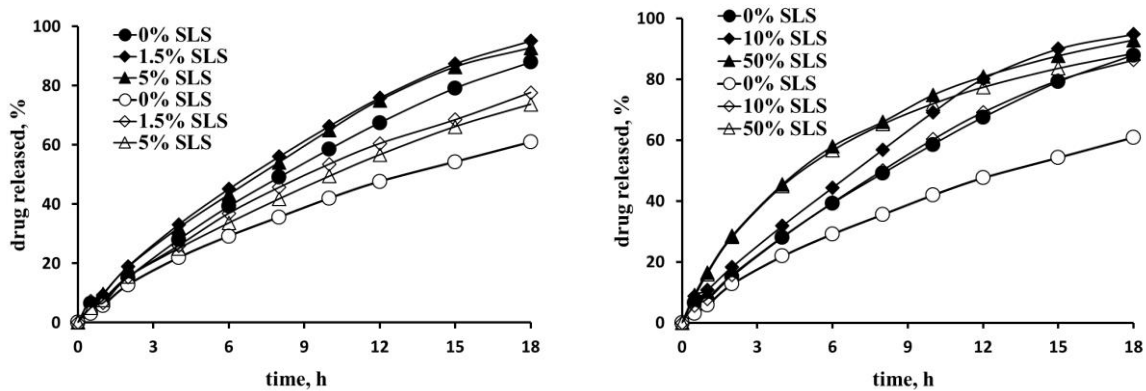 drug released, %
100
80
60
40
20
0
0% SLS
1.5% SLS
5% SLS
0% SLS
1.5% SLS
5% SLS
0 3 6 9 12 15 18
time, h
drug released, %
100
80
60
40
20
0
0% SLS
10% SLS
50% SLS
0% SLS
10% SLS
50% SLS
0 3 6 9 12 15 18
time, h